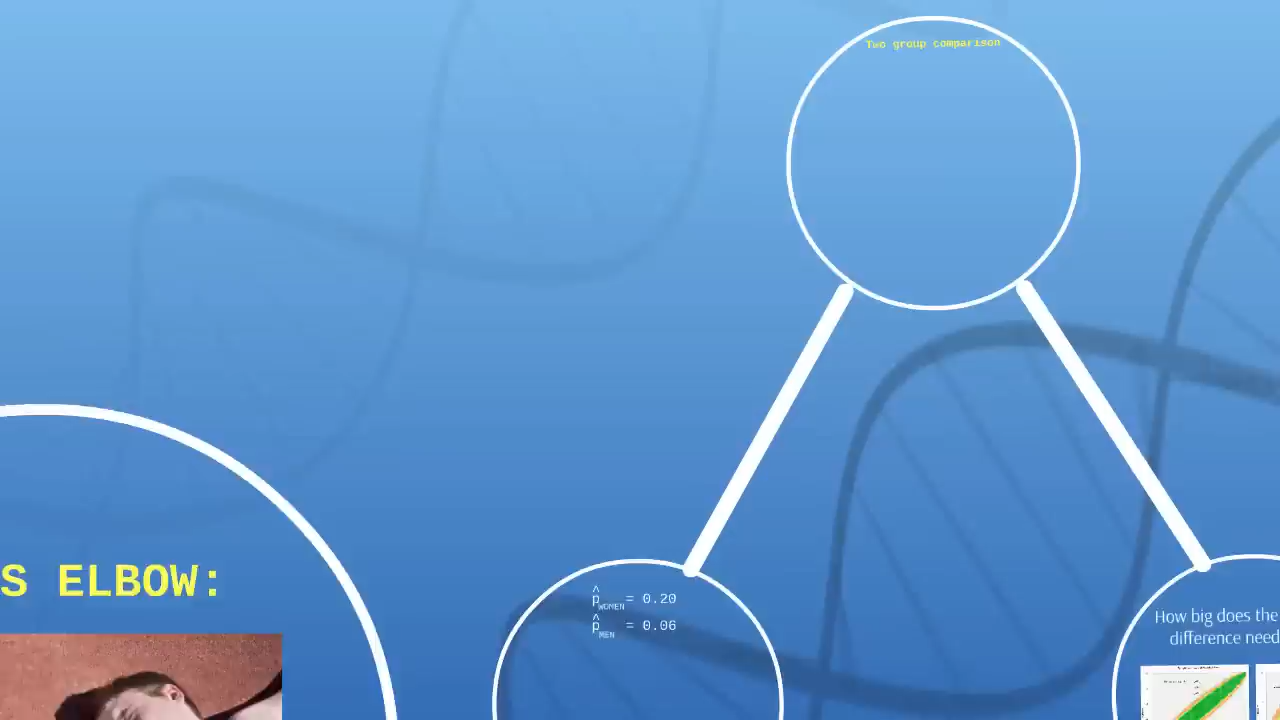 Two group comparison
S ELBOW:
^
p WOMEN = 0.20
^
p MEN = 0.06
How big does the
difference need